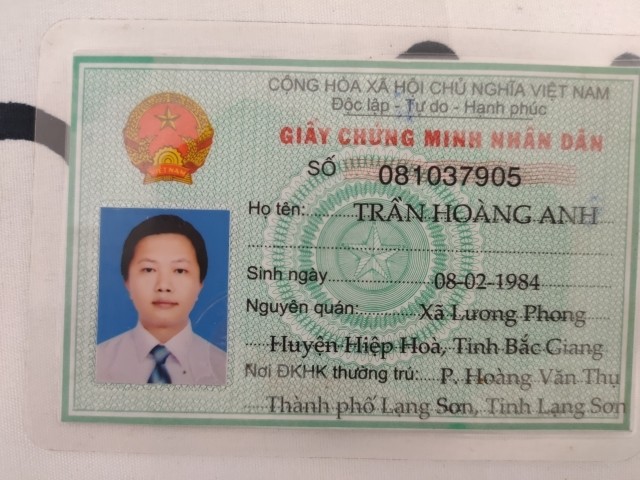 CỘNG HÒA XÃ HỘI CHỦ NGHĨA VIỆT NAM
Độc lập - Tự do - Hạnh phúc
GIẤY CHỨNG MINH NHÂN DÂN
SỐ 081037905
Họ tên: TRẦN HOÀNG ANH
Sinh ngày 08-02-1984
Nguyên quán: Xã Lương Phong
Huyện Hiệp Hoà, Tỉnh Bắc Giang
Nơi ĐKHK thường trú: P. Hoàng Văn Thụ
Thành phố Lạng Sơn, Tỉnh Lạng Sơn
VIỆT NAM